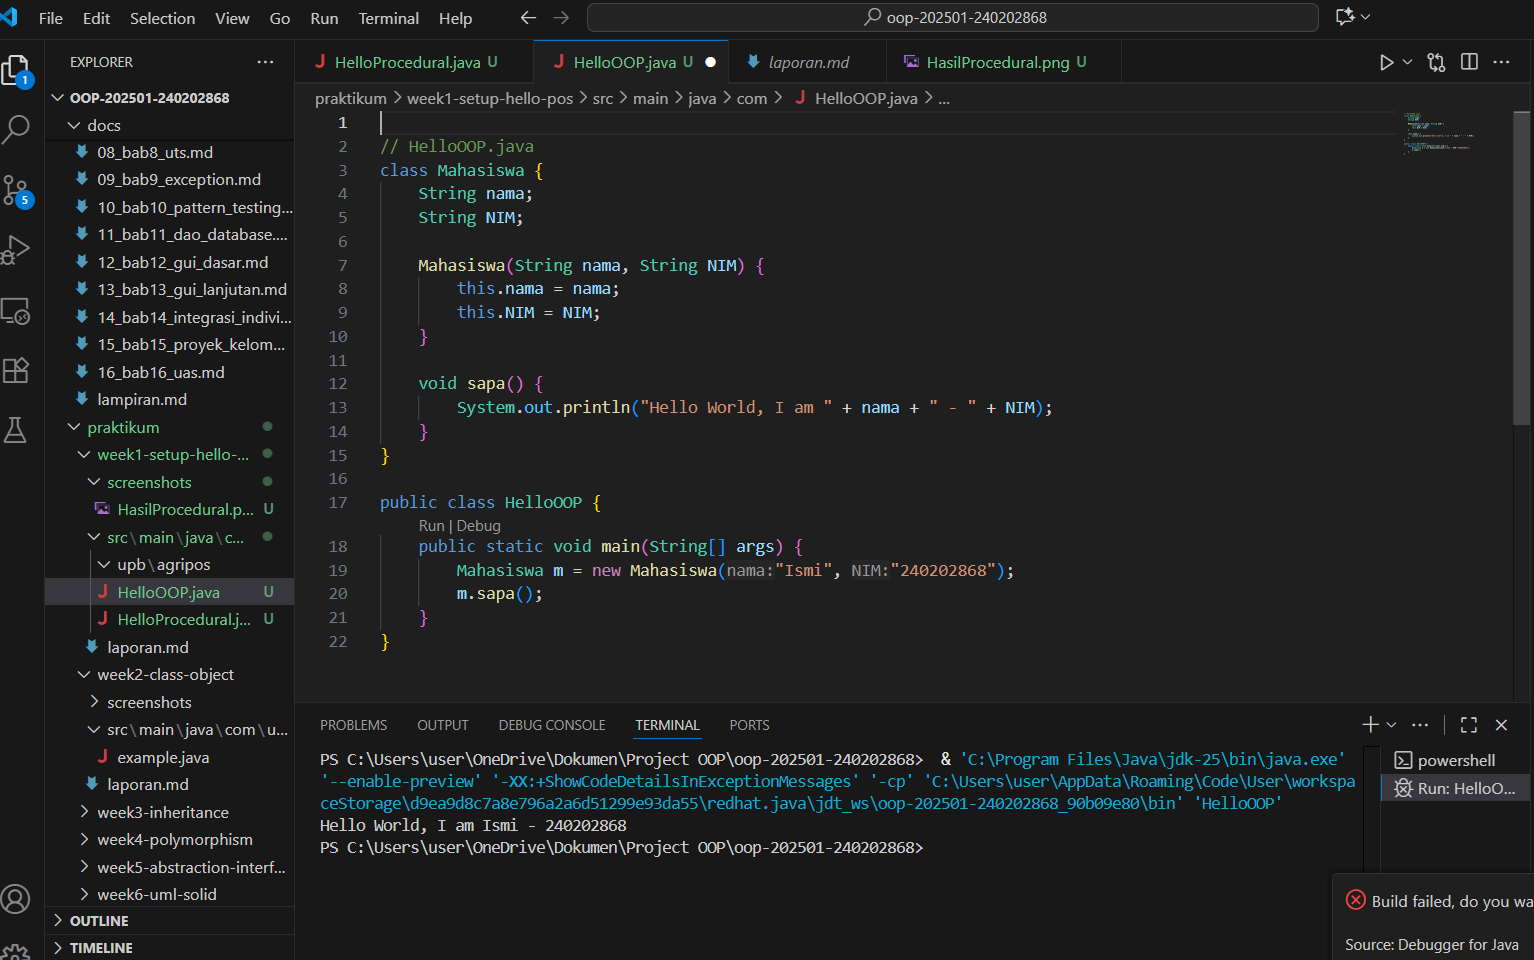 File Edit Selection View Go Run Terminal Help
oop-202501-240202868
EXPLORER
OOP-202501-240202868
docs
08_bab8_uts.md
09_bab9_exception.md
10_bab10_pattern_testing...
11_bab11_dao_database....
12_bab12_gui_dasar.md
13_bab13_gui_lanjutan.md
14_bab14_integrasi_indivi...
15_bab15_proyek_kelom...
16_bab16_uas.md
lampiran.md
praktikum
week1-setup-hello-...
screenshots
HasilProcedural.p... U
src\main\java\c...
upb\agripos
HelloOOP.java U
HelloProcedural.j... U
laporan.md
week2-class-object
screenshots
src\main\java\com\u...
example.java
laporan.md
week3-inheritance
week4-polymorphism
week5-abstraction-interf...
week6-uml-solid
OUTLINE
TIMELINE
1
5
HelloProcedural.java U
HelloOOP.java U
laporan.md
HasilProcedural.png U
praktikum > week1-setup-hello-pos > src > main > java > com > HelloOOP.java > ...
1
2 // HelloOOP.java
3 class Mahasiswa {
4 String nama;
5 String NIM;
6
7 Mahasiswa(String nama, String NIM) {
8 this.nama = nama;
9 this.NIM = NIM;
10 }
11
12 void sapa() {
13 System.out.println("Hello World, I am " + nama + " - " + NIM);
14 }
15 }
16
17 public class HelloOOP {
Run | Debug
18 public static void main(String[] args) {
19 Mahasiswa m = new Mahasiswa(nama:"Ismi", NIM:"240202868");
20 m.sapa();
21 }
22 }
PROBLEMS OUTPUT DEBUG CONSOLE TERMINAL PORTS
PS C:\Users\user\OneDrive\Dokumen\Project OOP\oop-202501-240202868> & 'C:\Program Files\Java\jdk-25\bin\java.exe'
'--enable-preview' '-XX:+ShowCodeDetailsInExceptionMessages' '-cp' 'C:\Users\user\AppData\Roaming\Code\User\workspa
ceStorage\d9ea9d8c7a8e796a2a6d51299e93da55\redhat.java\jdt_ws\oop-202501-240202868_90b09e80\bin' 'HelloOOP'
Hello World, I am Ismi - 240202868
PS C:\Users\user\OneDrive\Dokumen\Project OOP\oop-202501-240202868>
powershell
Run: HelloO...
Build failed, do you wa
Source: Debugger for Java